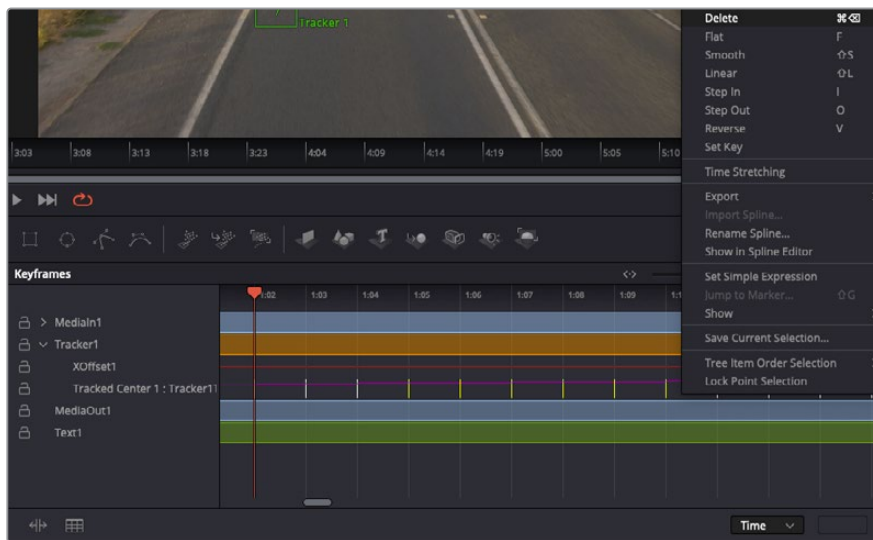 Tracker 1
Delete ⌘⌫
Flat F
Smooth ⇧S
Linear ⇧L
Step In I
Step Out O
Reverse V
Set Key
Time Stretching
Export
Import Spline...
Rename Spline...
Show in Spline Editor
Set Simple Expression
Jump to Marker... ⇧G
Show
Save Current Selection...
Tree Item Order Selection
Lock Point Selection
3:03 3:08 3:13 3:18 3:23 4:04 4:09 4:14 4:19 5:00 5:05 5:10
Keyframes
1:02 1:03 1:04 1:05 1:06 1:07 1:08 1:09
MediaIn1
Tracker1
XOffset1
Tracked Center 1 : Tracker1
MediaOut1
Text1
Time